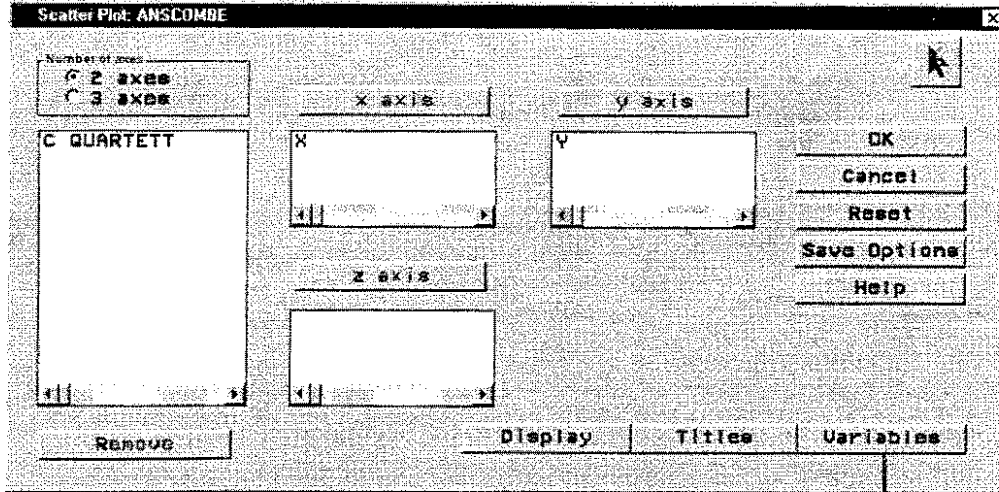 Scatter Plot: ANSCOMBE
Number of axes
2 axes
3 axes
x axis
y axis
C QUARTETT
X
Y
OK
Cancel
Reset
Save Options
Help
z axis
Remove
Display
Titles
Variables